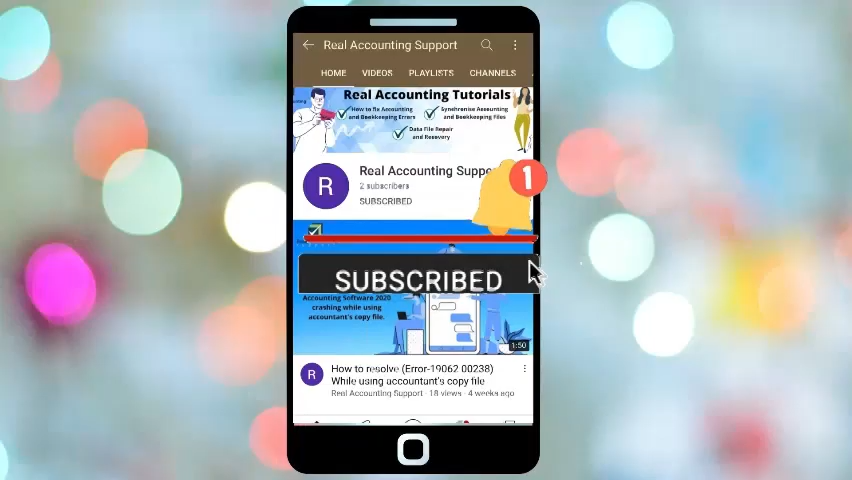 Real Accounting Support
HOME VIDEOS PLAYLISTS CHANNELS
Real Accounting Tutorials
How to fix Accounting
and Bookkeeping Errors
Synchronise Accounting
and Bookkeeping Files
Data File Repair
and Recovery
R
Real Accounting Suppo
2 subscribers
SUBSCRIBED
1
SUBSCRIBED
Accounting Software 2020
crashing while using
accountant's copy file.
1:50
R
How to resolve (Error-19062 00238)
While using accountant's copy file
Real Accounting Support · 18 views · 4 weeks ago